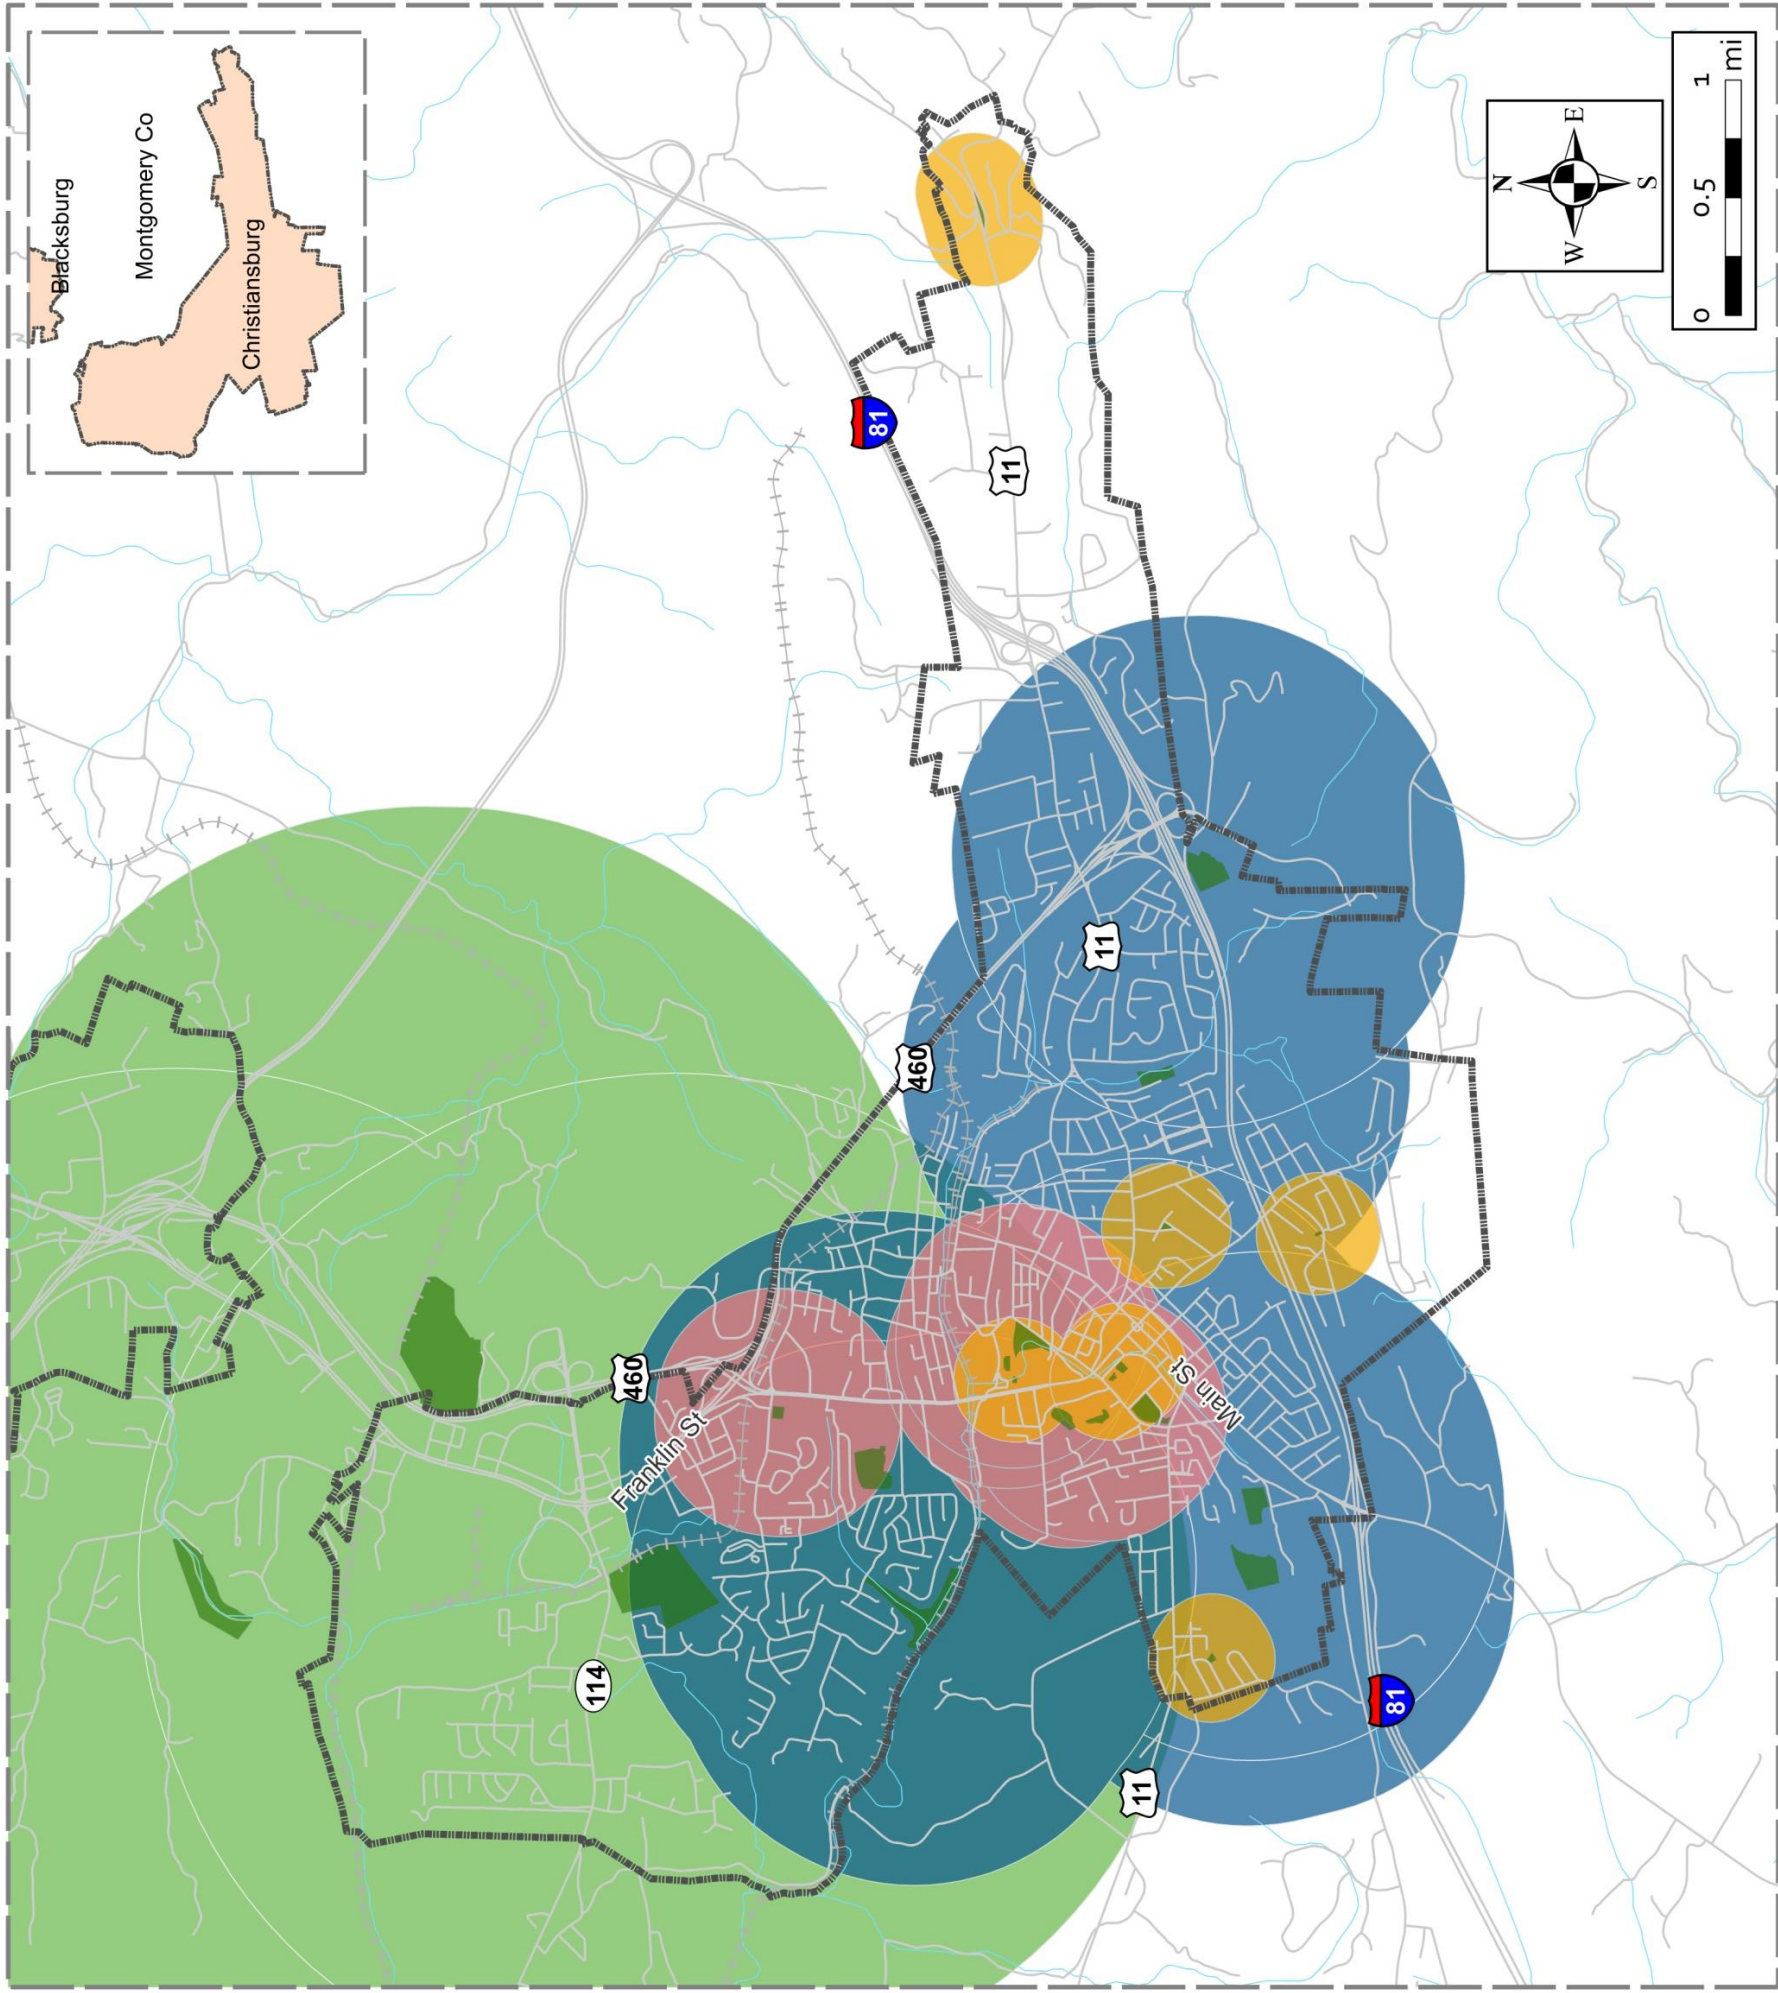 Blacksburg
Montgomery Co
Christiansburg
81
11
460
11
460
Franklin St
Main St
114
11
81
N
W E
S
0 0.5 1
mi